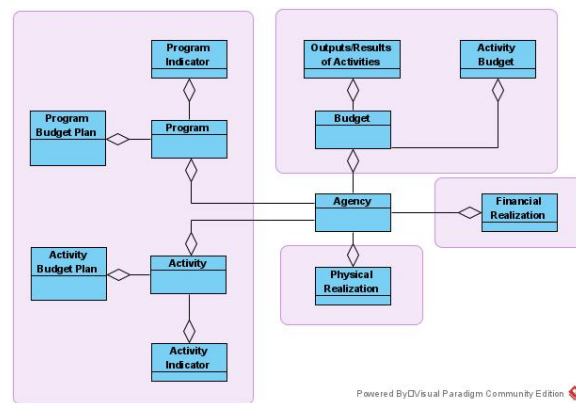 Program
Indicator
Outputs/Results
of Activities
Activity
Budget
Program
Budget Plan
Program
Budget
Agency
Financial
Realization
Activity
Budget Plan
Activity
Physical
Realization
Activity
Indicator
Powered By□Visual Paradigm Community Edition